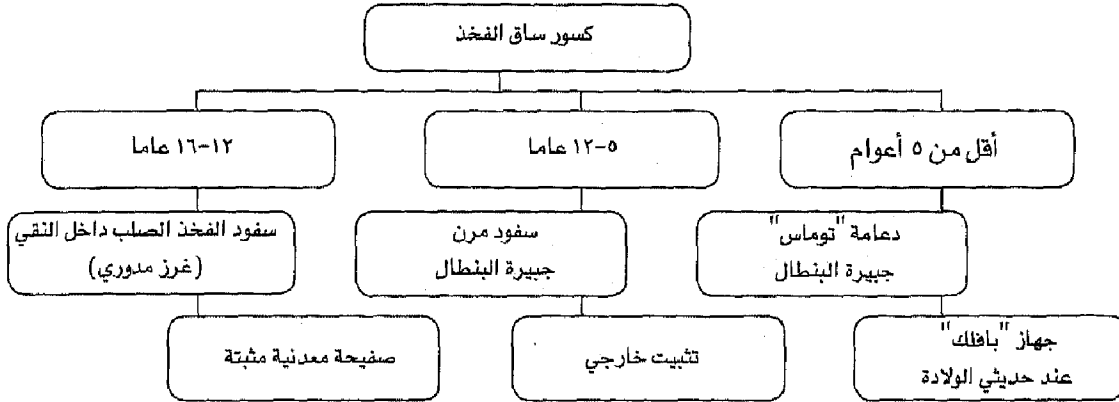 كسور ساق الفخذ
أقل من ٥ أعوام
٥-١٢ عاما
١٢-١٦ عاما
دعامة "توماس"
جبيرة البنطال
سفود مرن
جبيرة البنطال
سفود الفخذ الصلب داخل النقي
(غرز مدوري)
جهاز "بافلك"
عند حديثي الولادة
تثبيت خارجي
صفيحة معدنية مثبتة